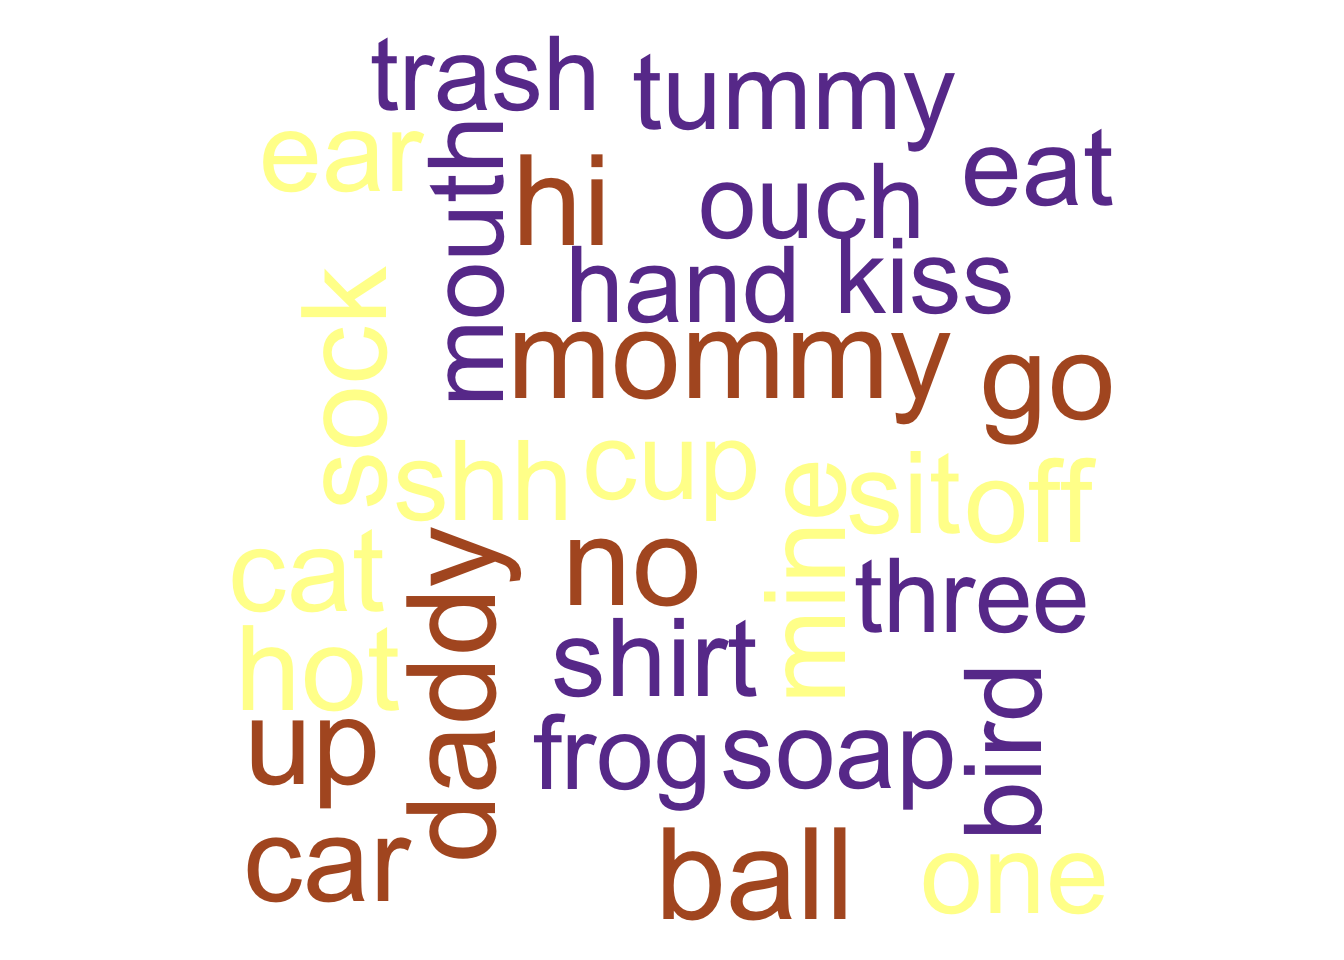 trash
tummy
ear
mouth
hi
ouch
eat
hand
kiss
sock
mommy
go
shh
cup
mine
sit
off
cat
daddy
no
three
hot
shirt
up
frog
soap
bird
car
ball
one